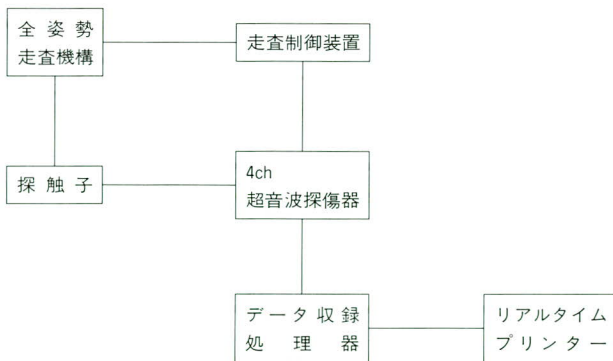 全姿勢
走査機構
走査制御装置
探触子
4ch
超音波探傷器
データ収録
処理器
リアルタイム
プリンター